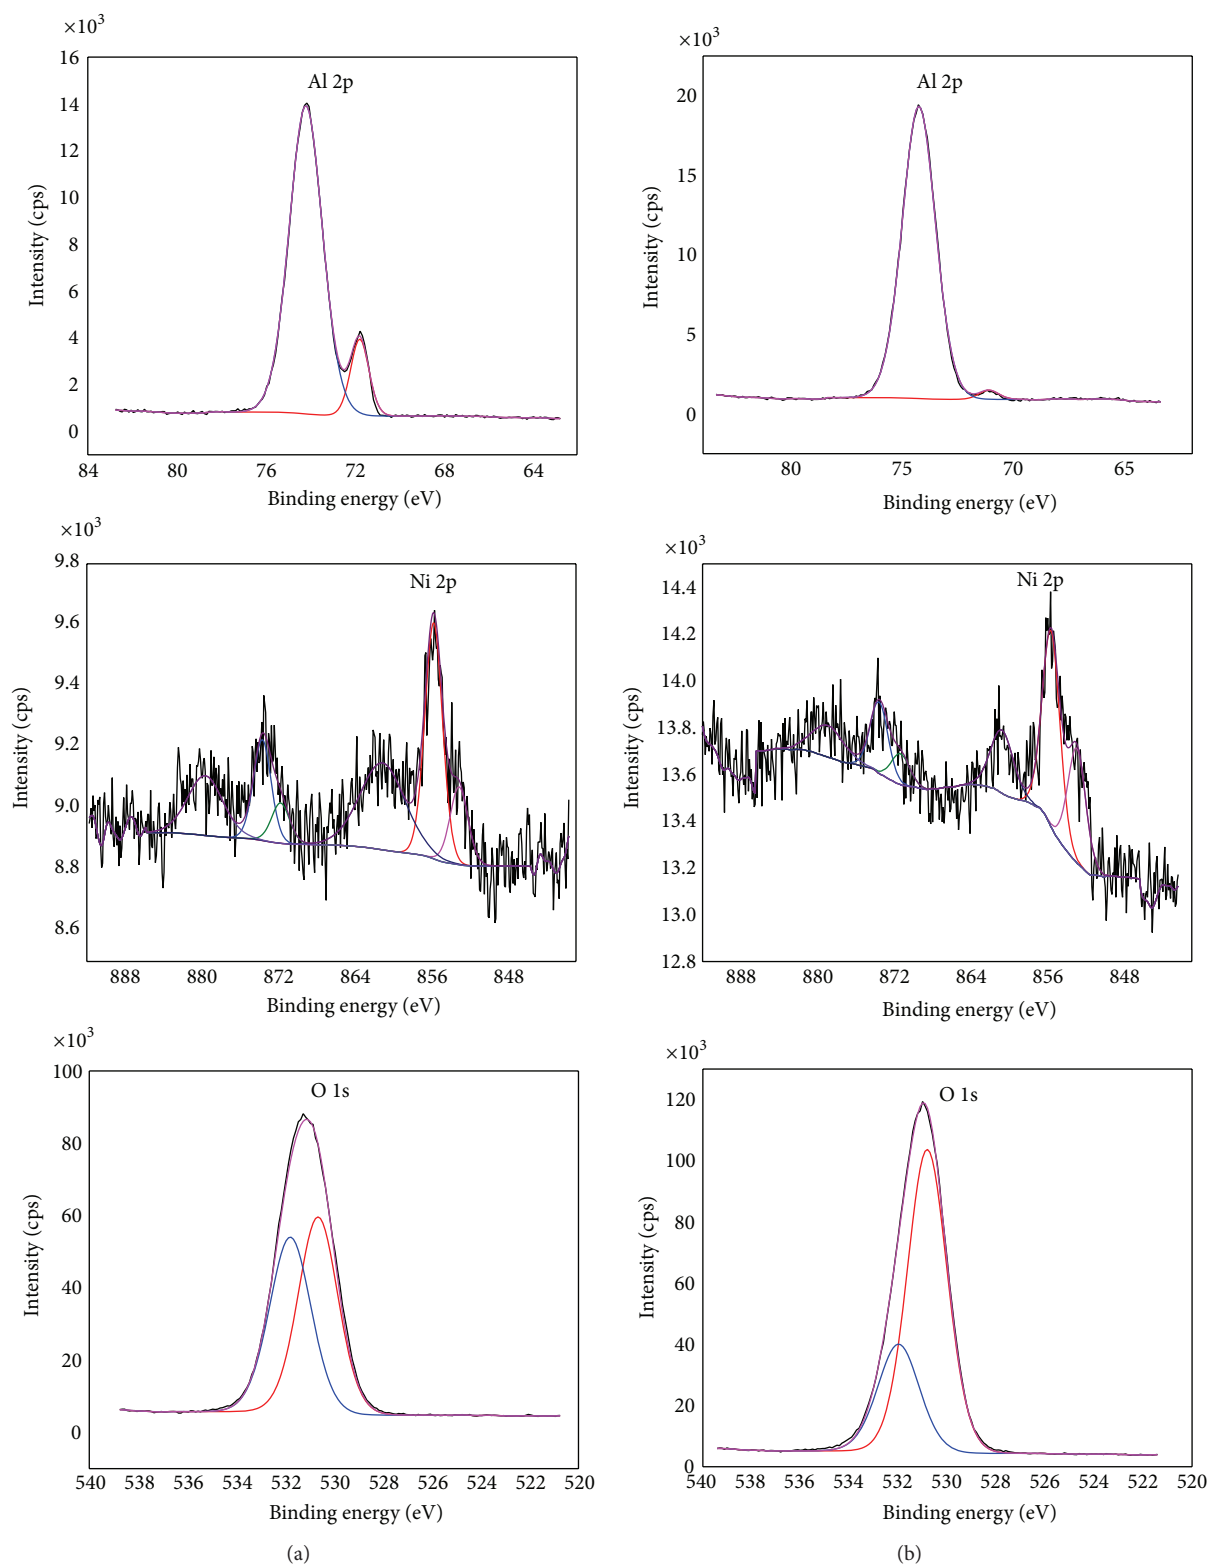 ×10³
16
Al 2p
14
12
10
8
6
4
2
0
84 80 76 72 68 64
Intensity (cps)
Binding energy (eV)
×10³
20
Al 2p
15
10
5
0
80 75 70 65
Intensity (cps)
Binding energy (eV)
×10³
9.8
Ni 2p
9.6
9.4
9.2
9.0
8.8
8.6
888 880 872 864 856 848
Intensity (cps)
Binding energy (eV)
×10³
14.4
Ni 2p
14.2
14.0
13.8
13.6
13.4
13.2
13.0
12.8
888 880 872 864 856 848
Intensity (cps)
Binding energy (eV)
×10³
100
O 1s
80
60
40
20
0
540 538 536 534 532 530 528 526 524 522 520
Intensity (cps)
Binding energy (eV)
(a)
×10³
120
O 1s
100
80
60
40
20
0
540 538 536 534 532 530 528 526 524 522 520
Intensity (cps)
Binding energy (eV)
(b)